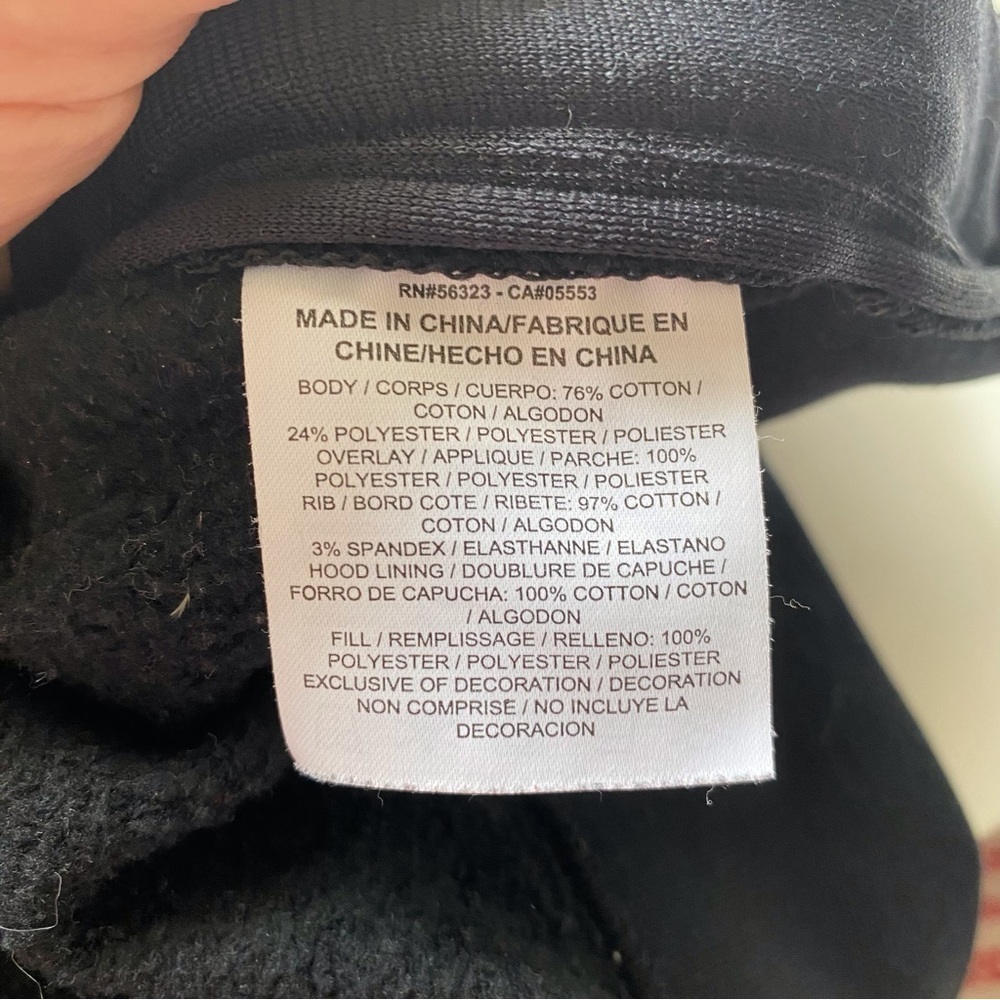 RN#56323 - CA#05553
MADE IN CHINA/FABRIQUE EN
CHINE/HECHO EN CHINA
BODY / CORPS / CUERPO: 76% COTTON /
COTON / ALGODON
24% POLYESTER / POLYESTER / POLIESTER
OVERLAY / APPLIQUE / PARCHE: 100%
POLYESTER / POLYESTER / POLIESTER
RIB / BORD COTE / RIBETE: 97% COTTON /
COTON / ALGODON
3% SPANDEX / ELASTHANNE / ELASTANO
HOOD LINING / DOUBLURE DE CAPUCHE /
FORRO DE CAPUCHA: 100% COTTON / COTON
/ ALGODON
FILL / REMPLISSAGE / RELLENO: 100%
POLYESTER / POLYESTER / POLIESTER
EXCLUSIVE OF DECORATION / DECORATION
NON COMPRISE / NO INCLUYE LA
DECORACION